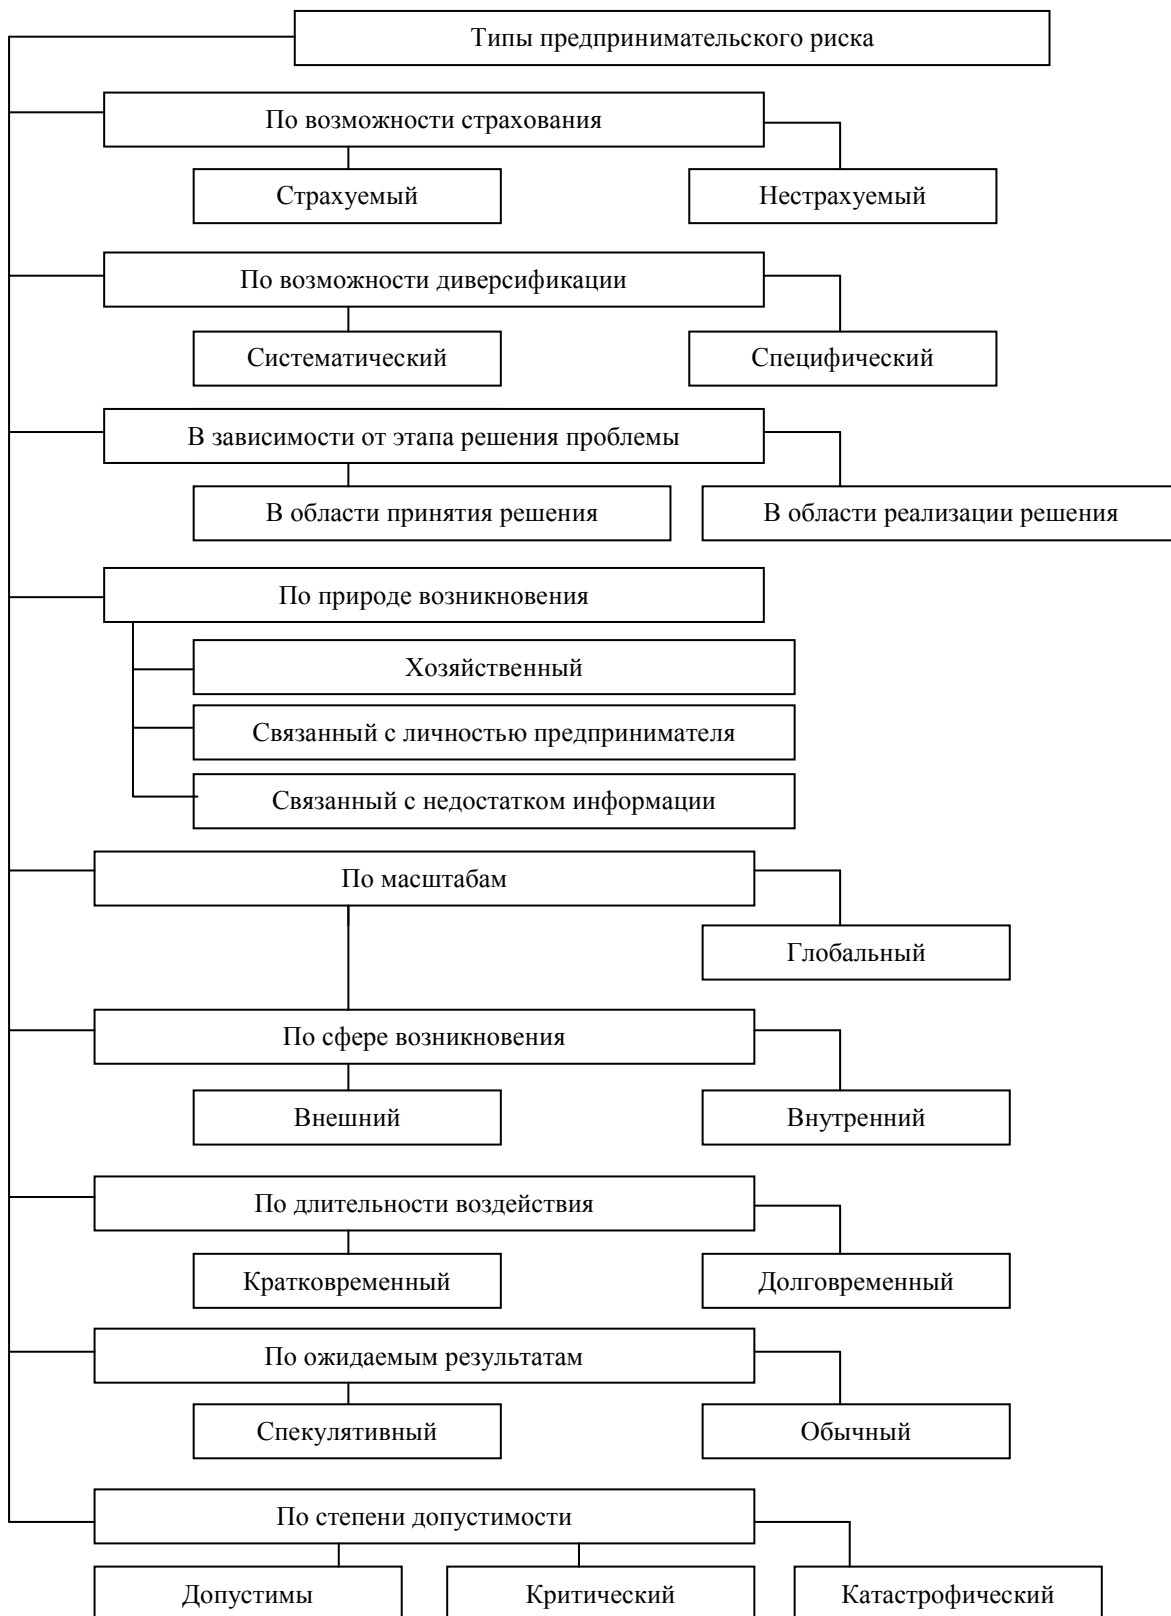 Типы предпринимательского риска
По возможности страхования
Страхуемый
Нестрахуемый
По возможности диверсификации
Систематический
Специфический
В зависимости от этапа решения проблемы
В области принятия решения
В области реализации решения
По природе возникновения
Хозяйственный
Связанный с личностью предпринимателя
Связанный с недостатком информации
По масштабам
Глобальный
По сфере возникновения
Внешний
Внутренний
По длительности воздействия
Кратковременный
Долговременный
По ожидаемым результатам
Спекулятивный
Обычный
По степени допустимости
Допустимы
Критический
Катастрофический